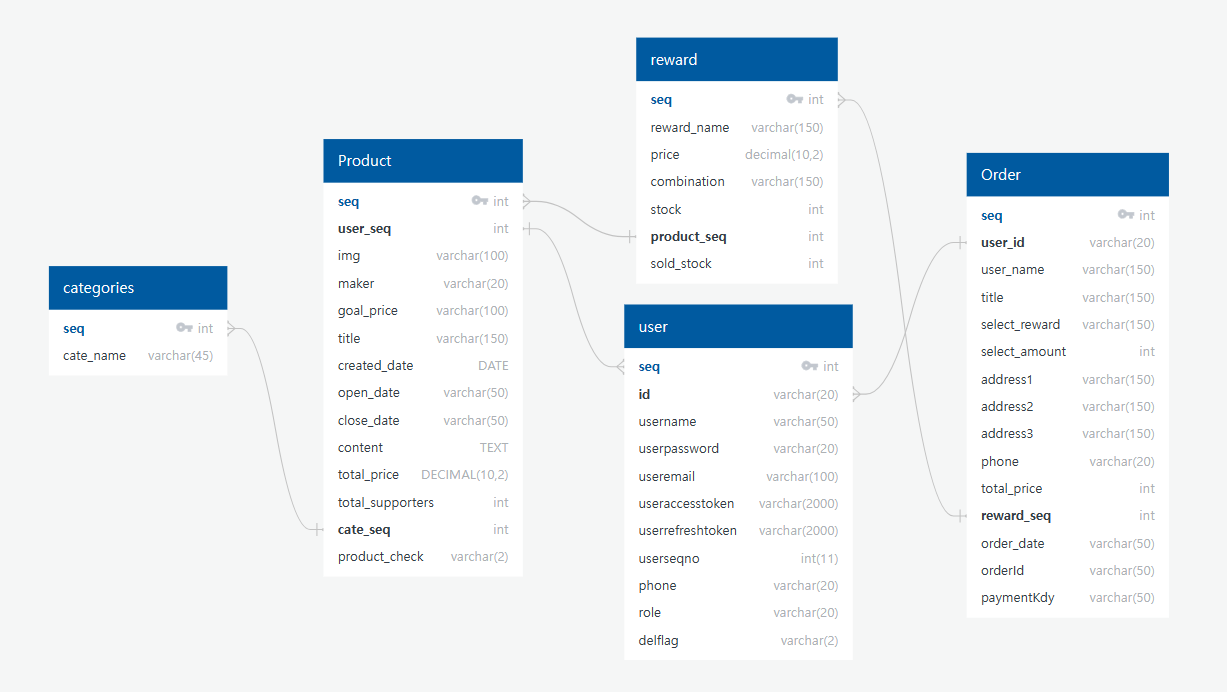 categories
seq int
cate_name varchar(45)
Product
seq int
user_seq int
img varchar(100)
maker varchar(20)
goal_price varchar(100)
title varchar(150)
created_date DATE
open_date varchar(50)
close_date varchar(50)
content TEXT
total_price DECIMAL(10,2)
total_supporters int
cate_seq int
product_check varchar(2)
reward
seq int
reward_name varchar(150)
price decimal(10,2)
combination varchar(150)
stock int
product_seq int
sold_stock int
user
seq int
id varchar(20)
username varchar(50)
userpassword varchar(20)
useremail varchar(100)
useraccesstoken varchar(2000)
userrefreshtoken varchar(2000)
userseqno int(11)
phone varchar(20)
role varchar(20)
delflag varchar(2)
Order
seq int
user_id varchar(20)
user_name varchar(150)
title varchar(150)
select_reward varchar(150)
select_amount int
address1 varchar(150)
address2 varchar(150)
address3 varchar(150)
phone varchar(20)
total_price int
reward_seq int
order_date varchar(50)
orderId varchar(50)
paymentKdy varchar(50)